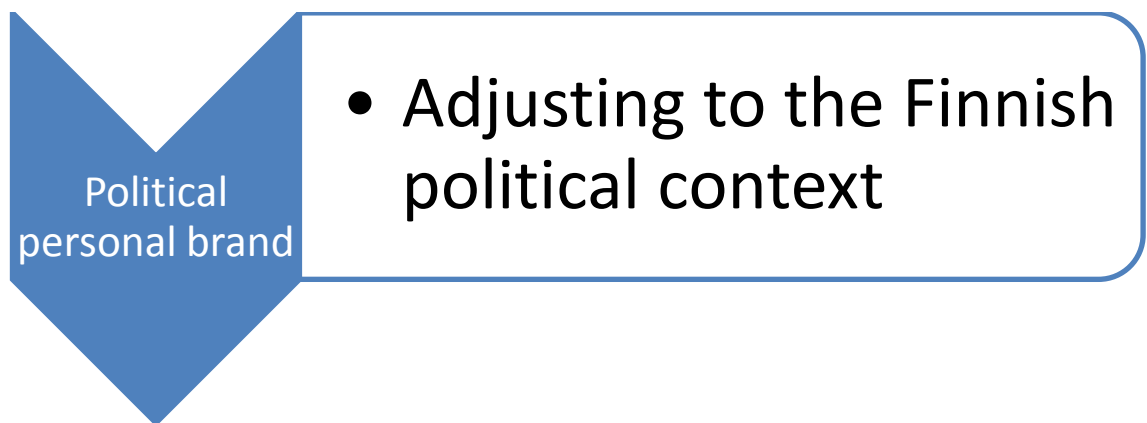 Political
personal brand
• Adjusting to the Finnish
political context